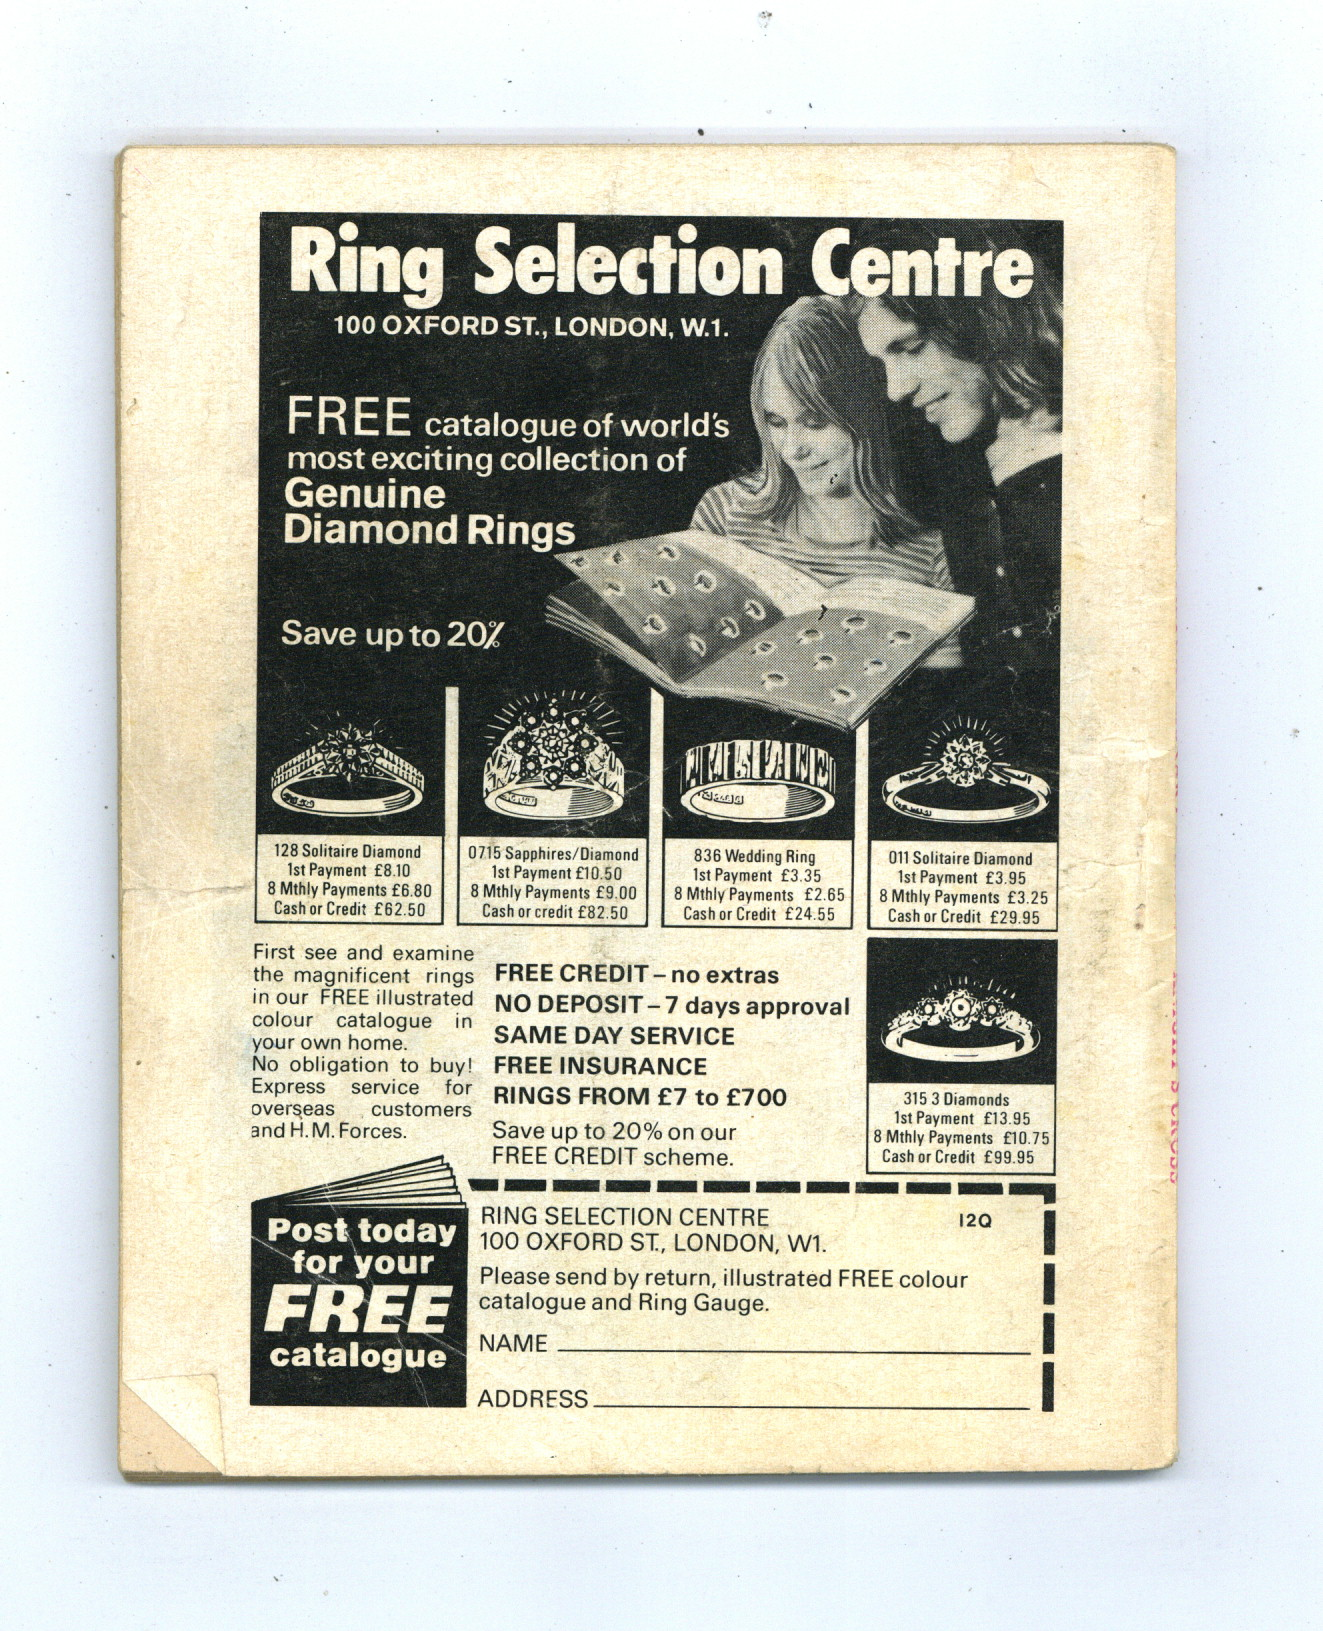 Ring Selection Centre
100 OXFORD ST., LONDON, W.1.
FREE catalogue of world's
most exciting collection of
Genuine
Diamond Rings
Save up to 20%
128 Solitaire Diamond
1st Payment £8.10
8 Mthly Payments £6.80
Cash or Credit £62.50
0715 Sapphires/Diamond
1st Payment £10.50
8 Mthly Payments £9.00
Cash or credit £82.50
836 Wedding Ring
1st Payment £3.35
8 Mthly Payments £2.65
Cash or Credit £24.55
011 Solitaire Diamond
1st Payment £3.95
8 Mthly Payments £3.25
Cash or Credit £29.95
First see and examine
the magnificent rings
in our FREE illustrated
colour catalogue in
your own home.
No obligation to buy!
Express service for
overseas customers
and H.M. Forces.
FREE CREDIT – no extras
NO DEPOSIT – 7 days approval
SAME DAY SERVICE
FREE INSURANCE
RINGS FROM £7 to £700
Save up to 20% on our
FREE CREDIT scheme.
315 3 Diamonds
1st Payment £13.95
8 Mthly Payments £10.75
Cash or Credit £99.95
Post today
for your
FREE
catalogue
RING SELECTION CENTRE 12Q
100 OXFORD ST., LONDON, W1.
Please send by return, illustrated FREE colour
catalogue and Ring Gauge.
NAME
ADDRESS